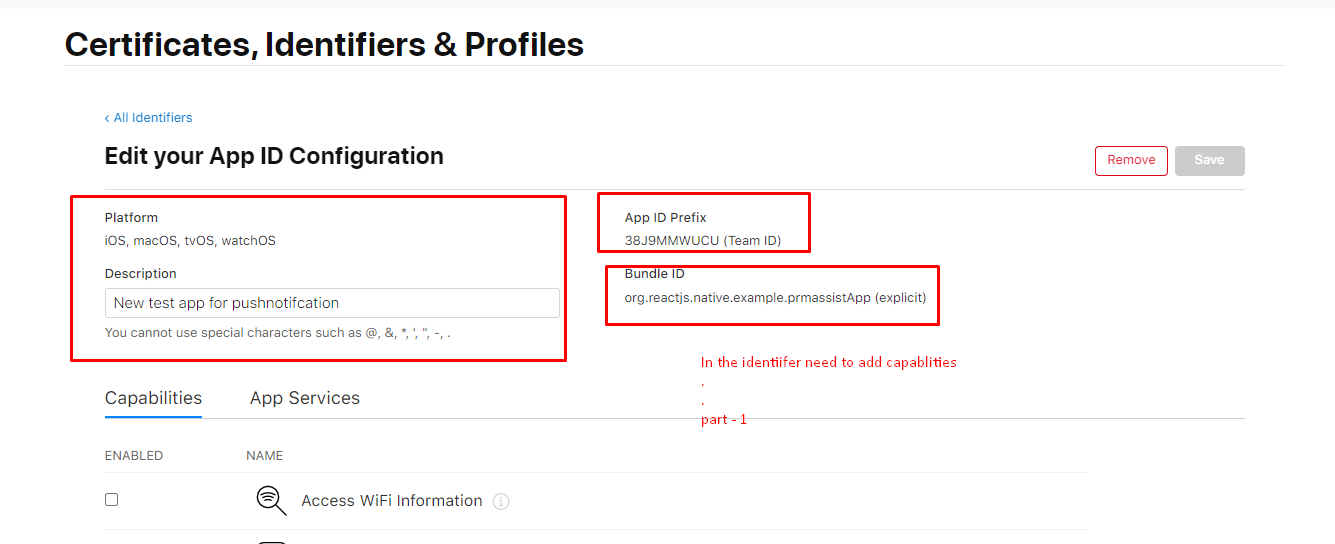 Certificates, Identifiers & Profiles
‹ All Identifiers
Edit your App ID Configuration
Remove
Save
Platform
iOS, macOS, tvOS, watchOS
App ID Prefix
38J9MMWUCU (Team ID)
Description
New test app for pushnotifcation
You cannot use special characters such as @, &, *, ', ", -, .
Bundle ID
org.reactjs.native.example.prmassistApp (explicit)
In the identiifer need to add capablities
.
.
part - 1
Capabilities
App Services
ENABLED
NAME
Access WiFi Information